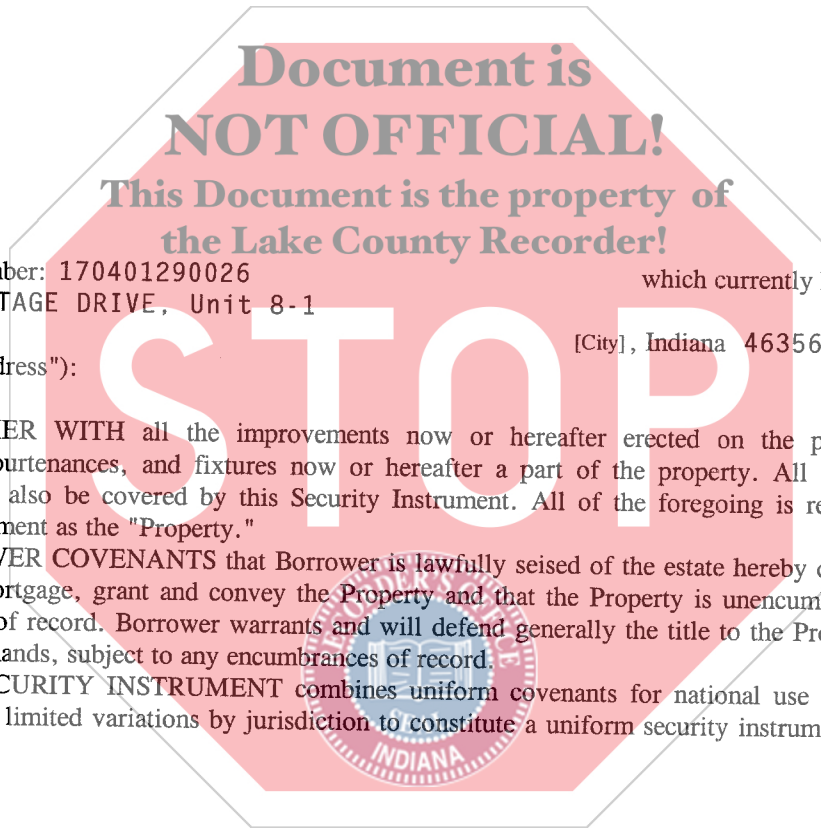 Document is
NOT OFFICIAL!
This Document is the property of
the Lake County Recorder!
ber: 170401290026
which currently
TAGE DRIVE, Unit 8-1
[City], Indiana 46356
dress"):
STOP
ER WITH all the improvements now or hereafter erected on the p
purtenances, and fixtures now or hereafter a part of the property. All
also be covered by this Security Instrument. All of the foregoing is re
ment as the "Property."
VER COVENANTS that Borrower is lawfully seised of the estate hereby
ortgage, grant and convey the Property and that the Property is unencum
of record. Borrower warrants and will defend generally the title to the Pro
ands, subject to any encumbrances of record.
CURITY INSTRUMENT combines uniform covenants for national use
limited variations by jurisdiction to constitute a uniform security instrum
RECORDER'S OFFICE
INDIANA